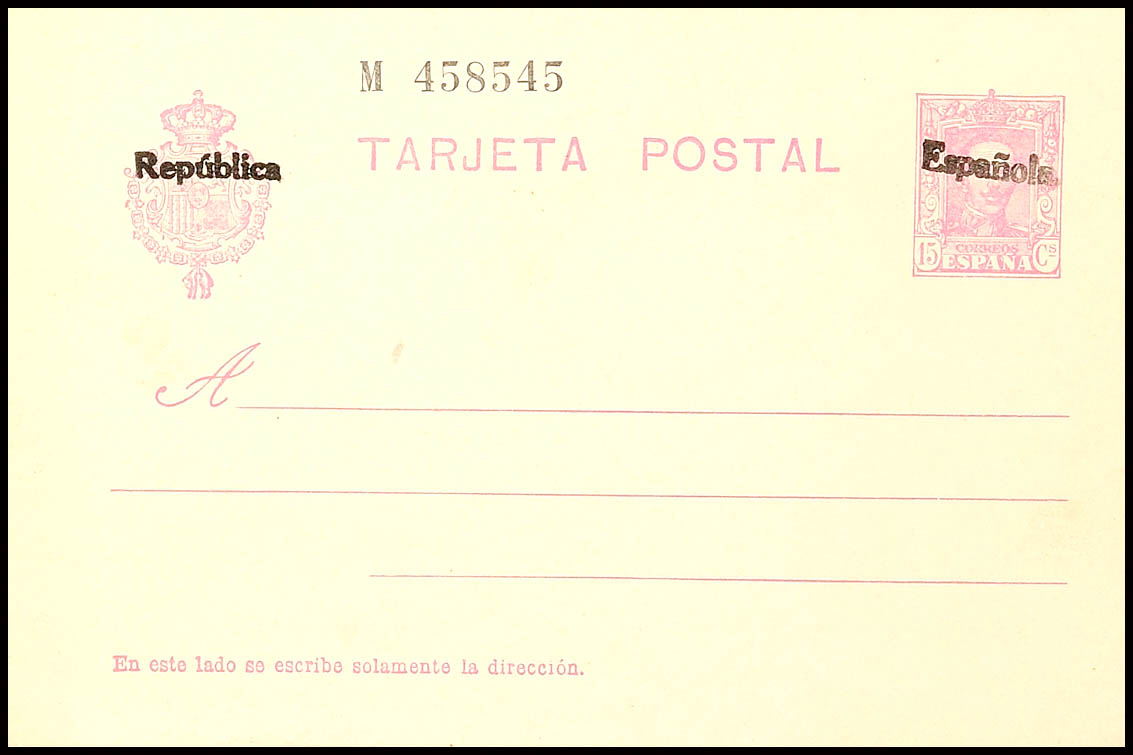 M 458545
TARJETA POSTAL
República
Española
15 CORREOS ESPAÑA Cs
A
En este lado se escribe solamente la dirección.